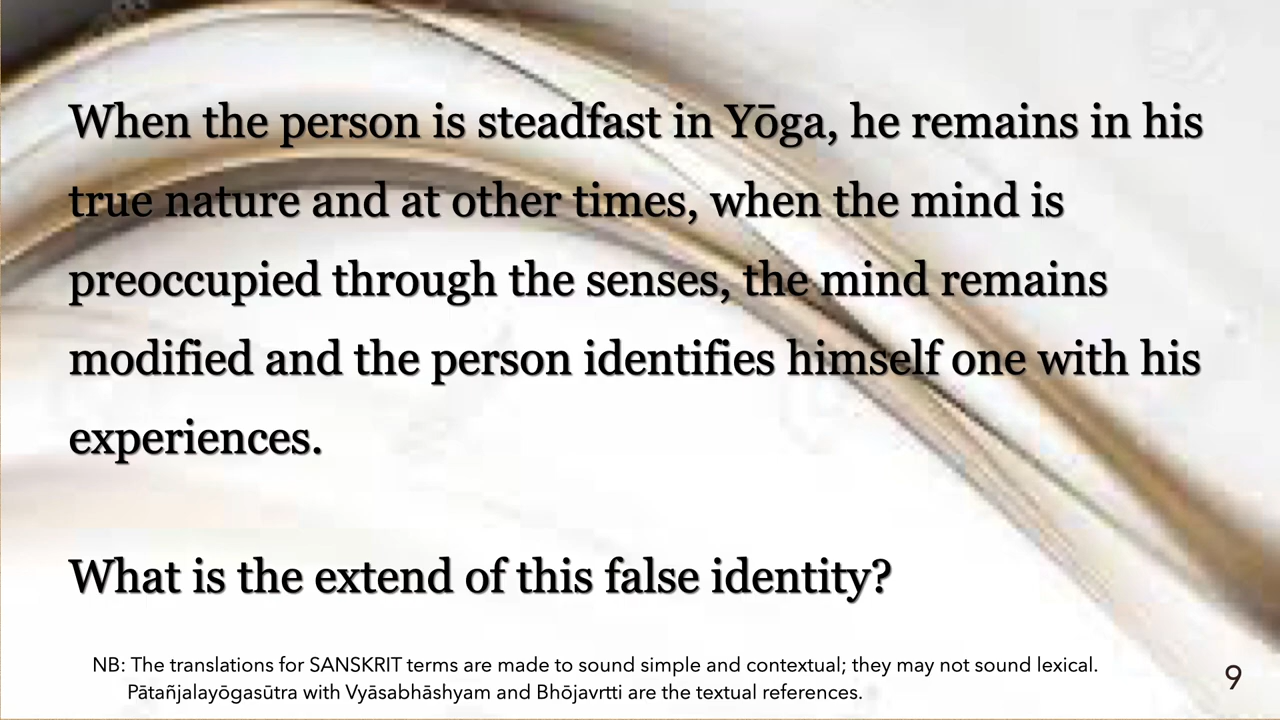 When the person is steadfast in Yōga, he remains in his
true nature and at other times, when the mind is
preoccupied through the senses, the mind remains
modified and the person identifies himself one with his
experiences.
What is the extend of this false identity?
NB: The translations for SANSKRIT terms are made to sound simple and contextual; they may not sound lexical.
Pātañjalayōgasūtra with Vyāsabhāshyam and Bhōjavrtti are the textual references.
9